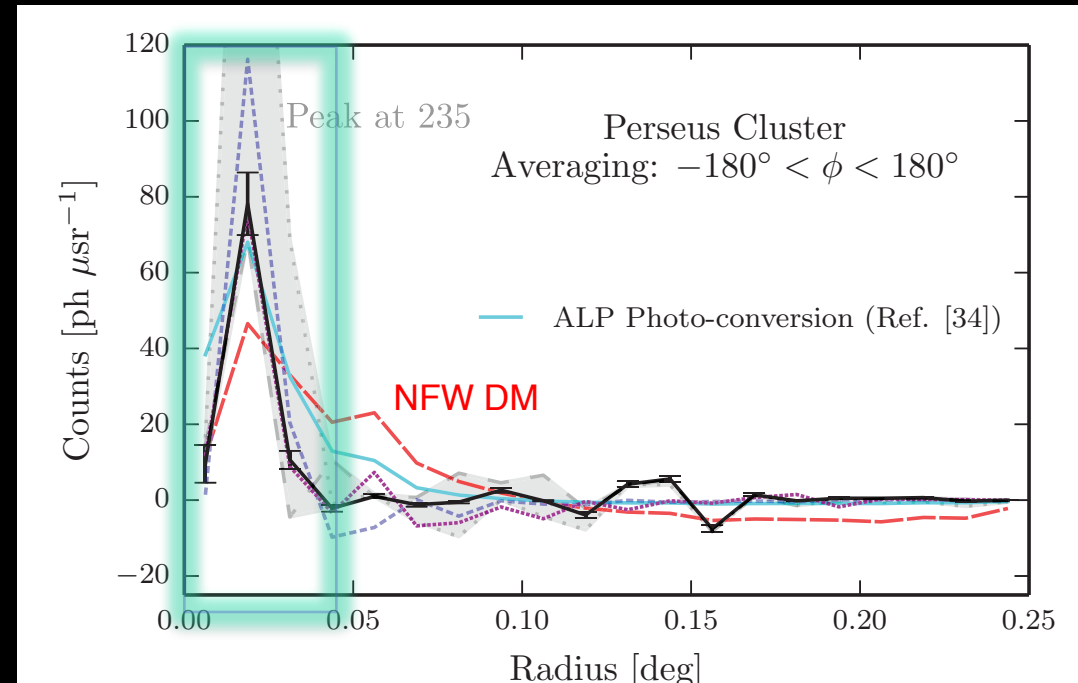 120
100
80
60
40
20
0
−20
Counts [ph μsr⁻¹]
Peak at 235
Perseus Cluster
Averaging: −180° < ϕ < 180°
ALP Photo-conversion (Ref. [34])
NFW DM
0.00 0.05 0.10 0.15 0.20 0.25
Radius [deg]